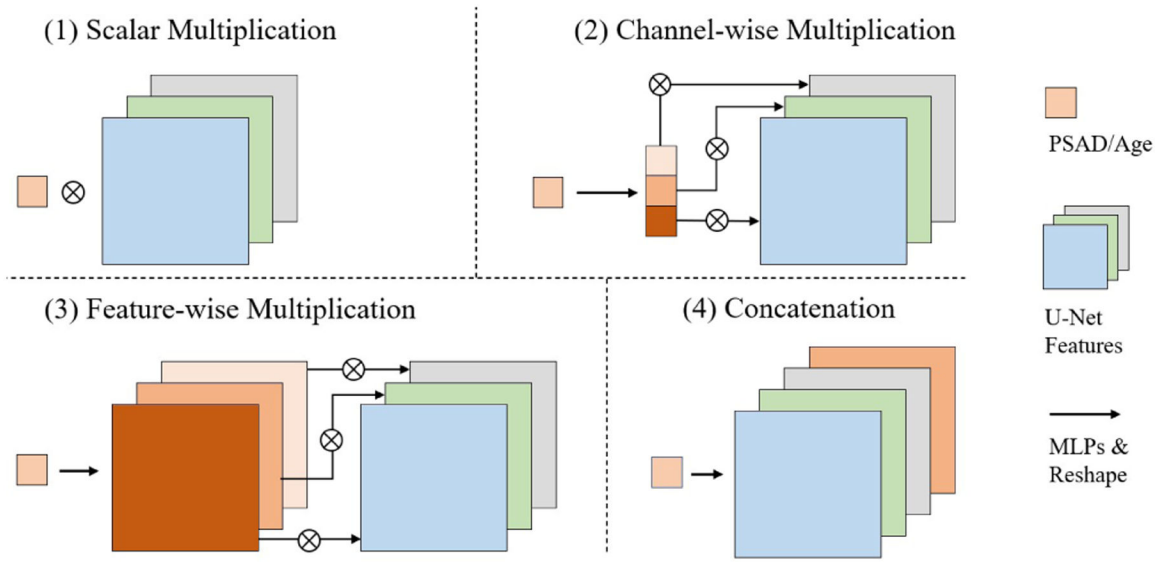 (1) Scalar Multiplication
(2) Channel-wise Multiplication
PSAD/Age
U-Net
Features
MLPs &
Reshape
(3) Feature-wise Multiplication
(4) Concatenation